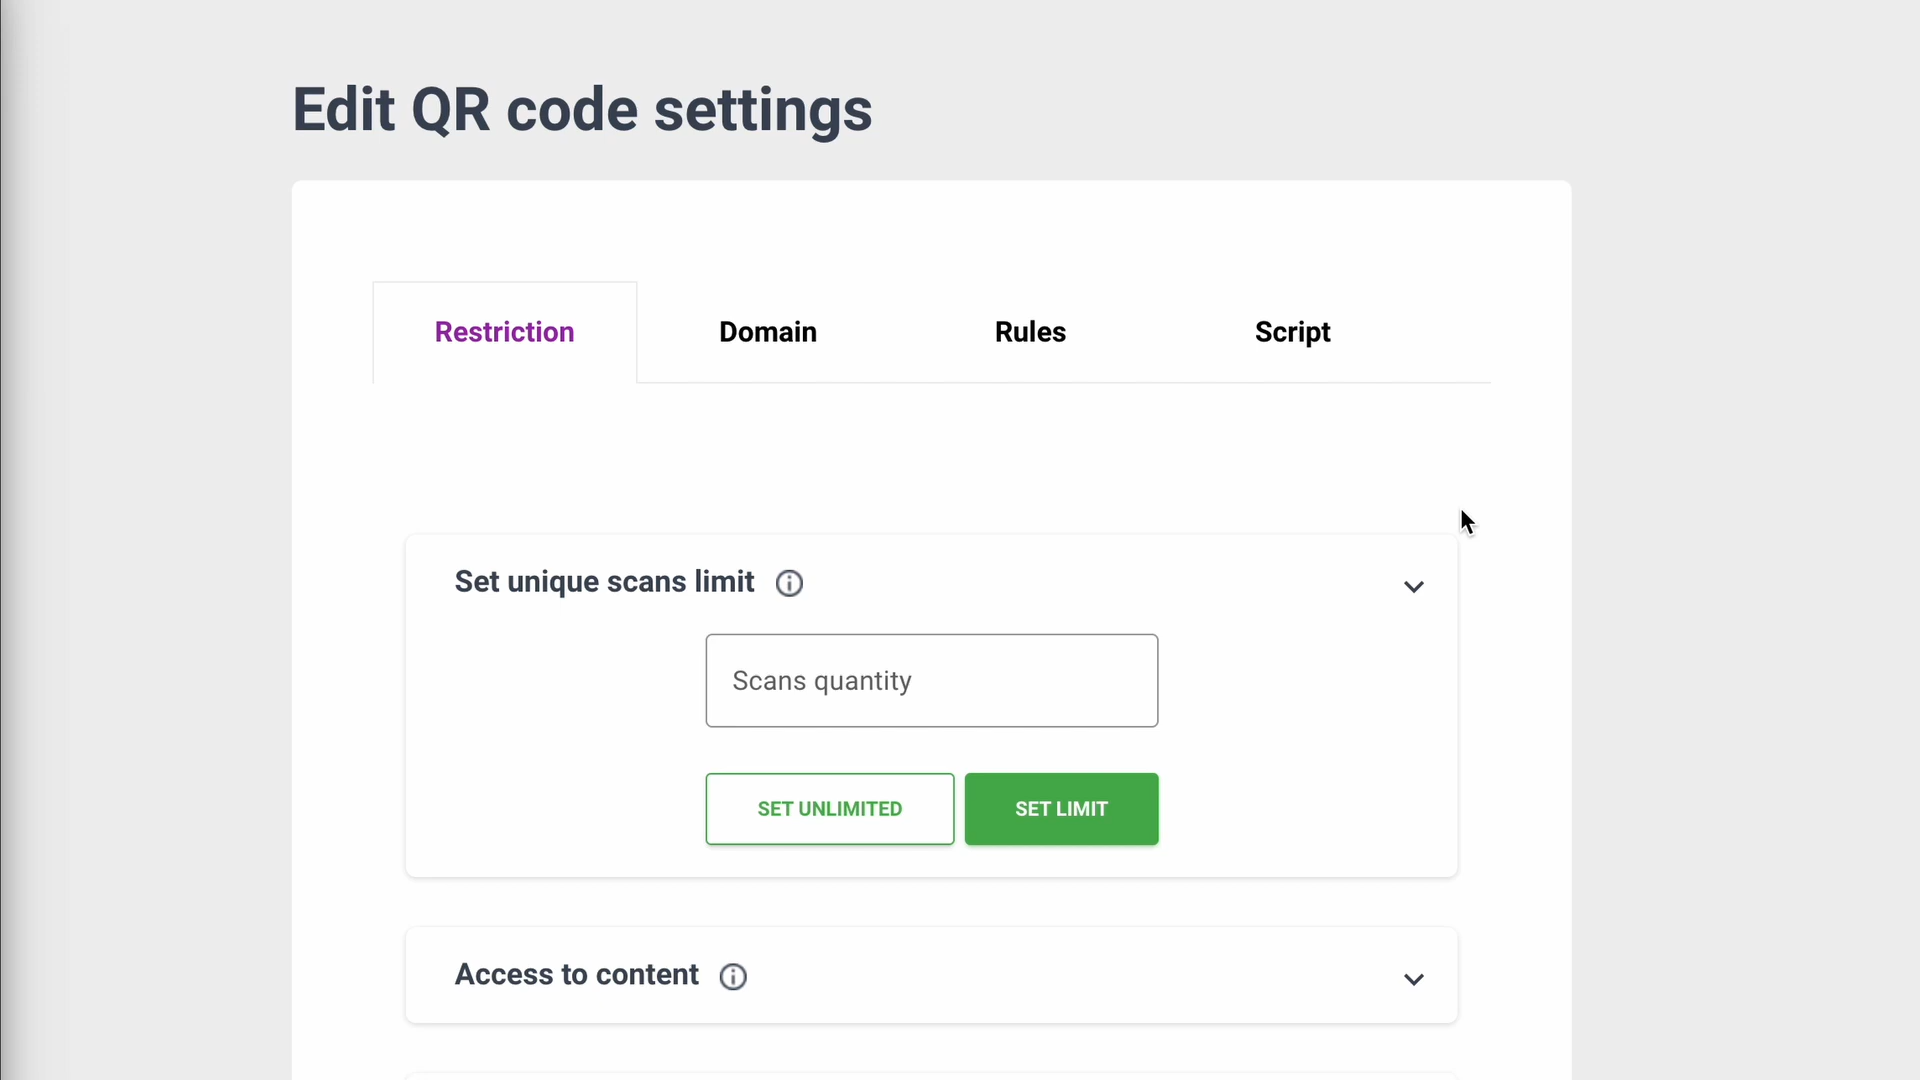 Edit QR code settings
Restriction
Domain
Rules
Script
Set unique scans limit
Scans quantity
SET UNLIMITED
SET LIMIT
Access to content